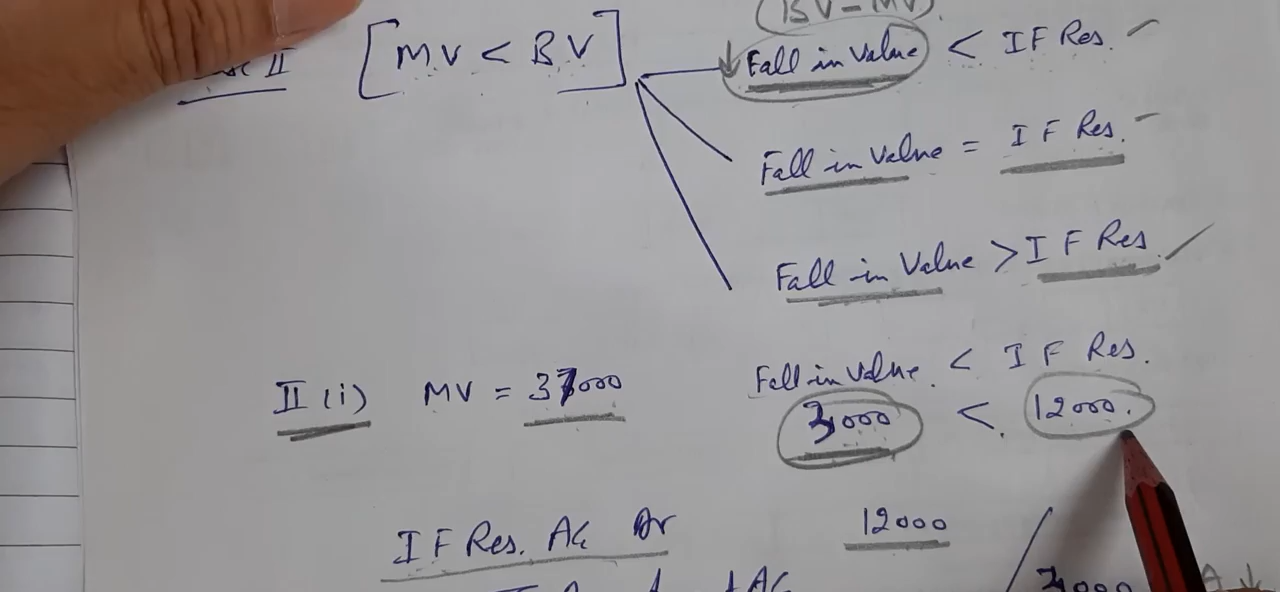 (BV-MV).
II [MV < BV] ↓ Fall in Value < IF Res.
Fall in Value = IF Res.
Fall in Value > IF Res
Fall in Value. < IF Res.
II (i) MV = 37000 3000 < 12000.
IF Res. A/c Dr 12000
3000